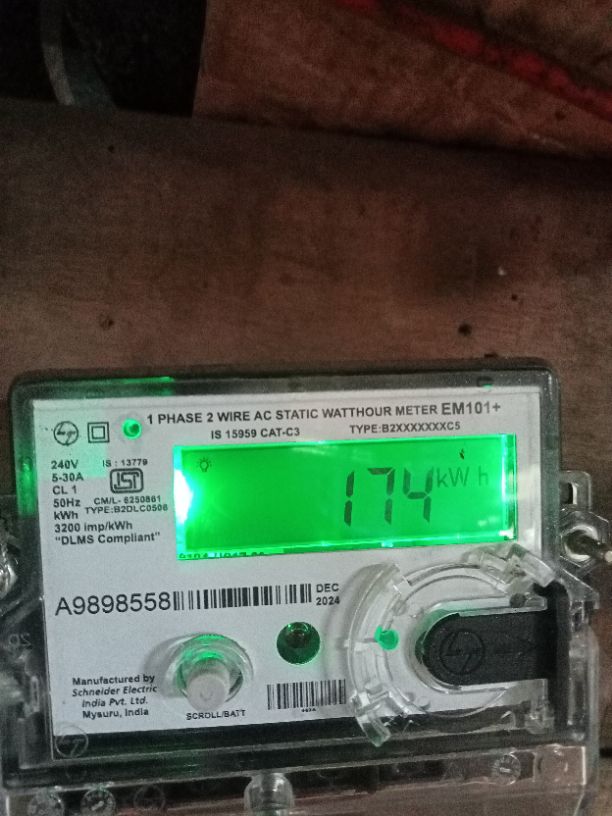 1 PHASE 2 WIRE AC STATIC WATTHOUR METER EM101+
IS 15959 CAT-C3 TYPE:B2XXXXXXXC5
240V IS : 13779
5-30A
CL 1
50Hz CM/L- 6250861
kWh TYPE:B2DLC0506
3200 imp/kWh
"DLMS Compliant"
174 kWh
A9898558 DEC
2024
Manufactured by
Schneider Electric
India Pvt. Ltd.
Mysuru, India
SCROLL/BATT